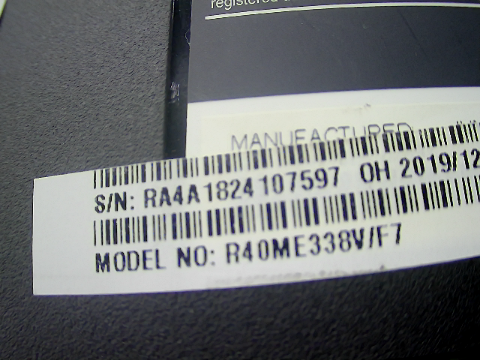 registered
MANUFACTURED
S/N: RA4A1824107597 OH 2019/12
MODEL NO: R40ME338V/F7